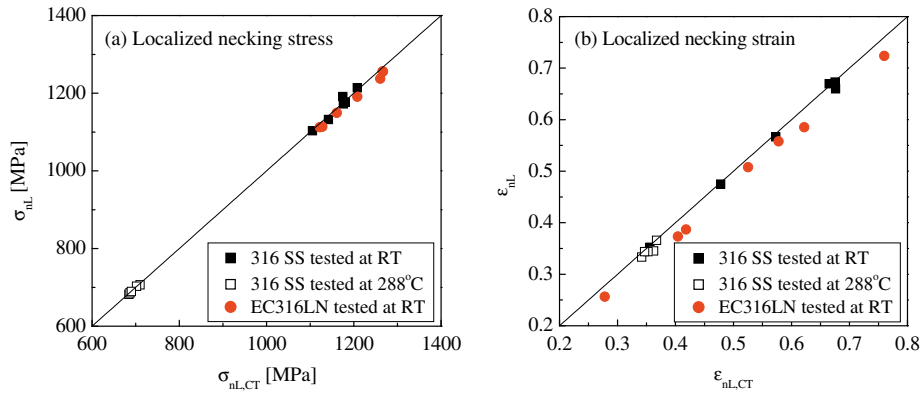 (a) Localized necking stress
1400
1200
1000
800
600
σnL [MPa]
316 SS tested at RT
316 SS tested at 288°C
EC316LN tested at RT
600 800 1000 1200 1400
σnL,CT [MPa]
(b) Localized necking strain
0.8
0.7
0.6
0.5
0.4
0.3
0.2
εnL
316 SS tested at RT
316 SS tested at 288°C
EC316LN tested at RT
0.2 0.3 0.4 0.5 0.6 0.7 0.8
εnL,CT